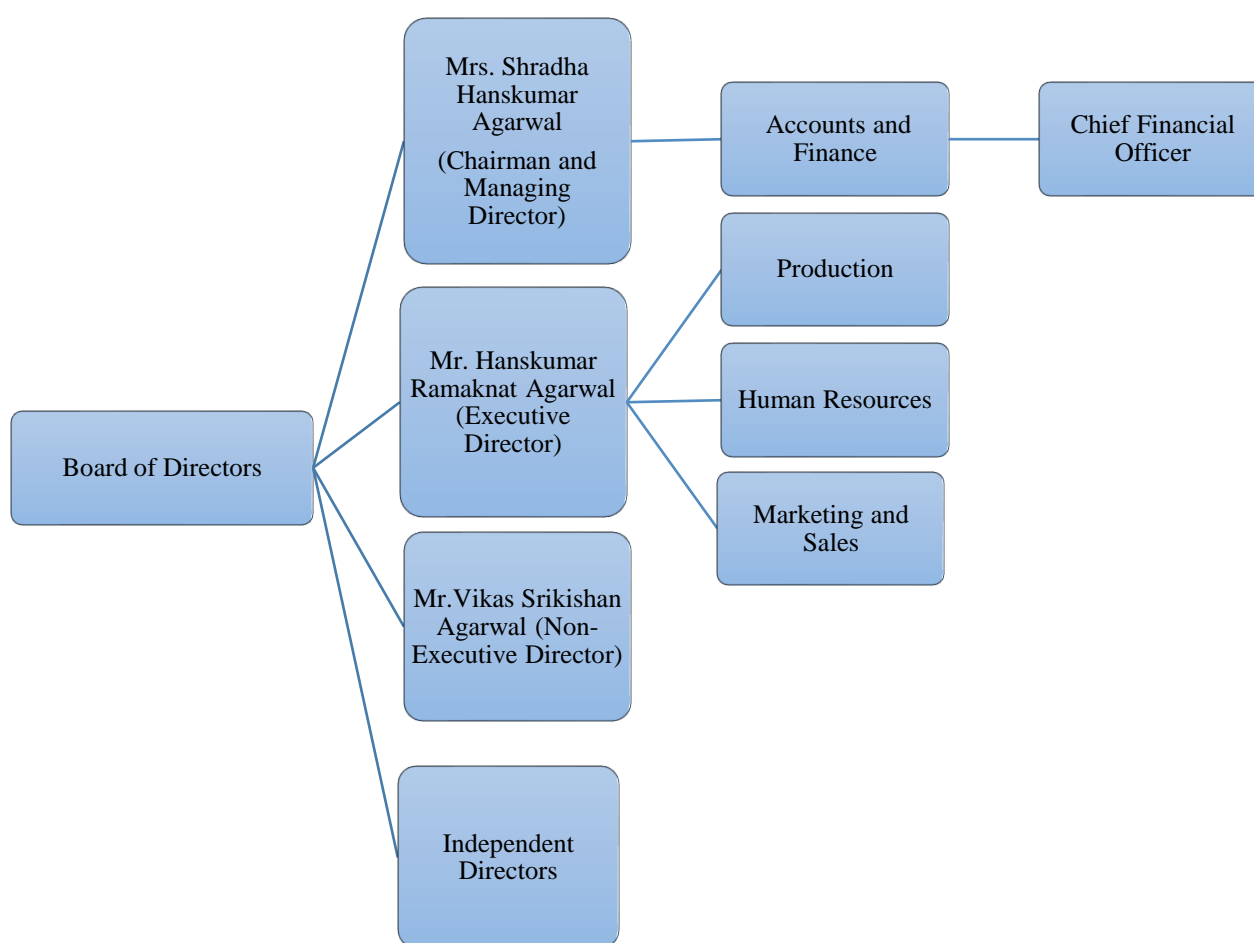 Mrs. Shradha
Hanskumar
Agarwal
(Chairman and
Managing
Director)
Accounts and
Finance
Chief Financial
Officer
Production
Mr. Hanskumar
Ramaknat Agarwal
(Executive
Director)
Human Resources
Board of Directors
Marketing and
Sales
Mr.Vikas Srikishan
Agarwal (Non-
Executive Director)
Independent
Directors